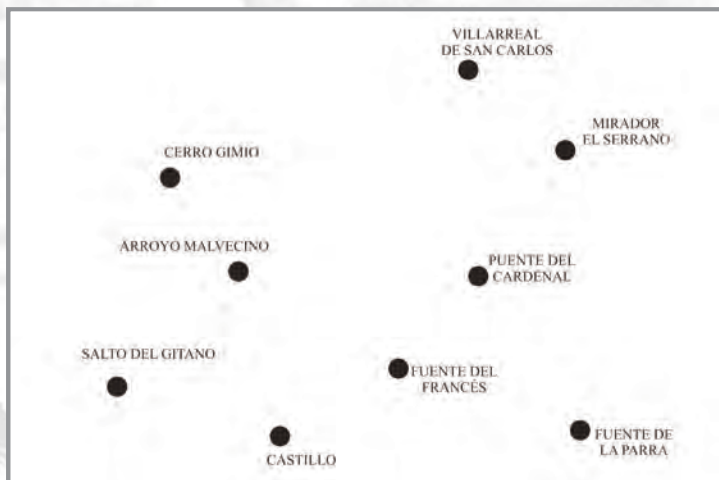 VILLARREAL
DE SAN CARLOS
MIRADOR
EL SERRANO
CERRO GIMIO
ARROYO MALVECINO
PUENTE DEL
CARDENAL
SALTO DEL GITANO
FUENTE DEL
FRANCÉS
FUENTE DE
LA PARRA
CASTILLO